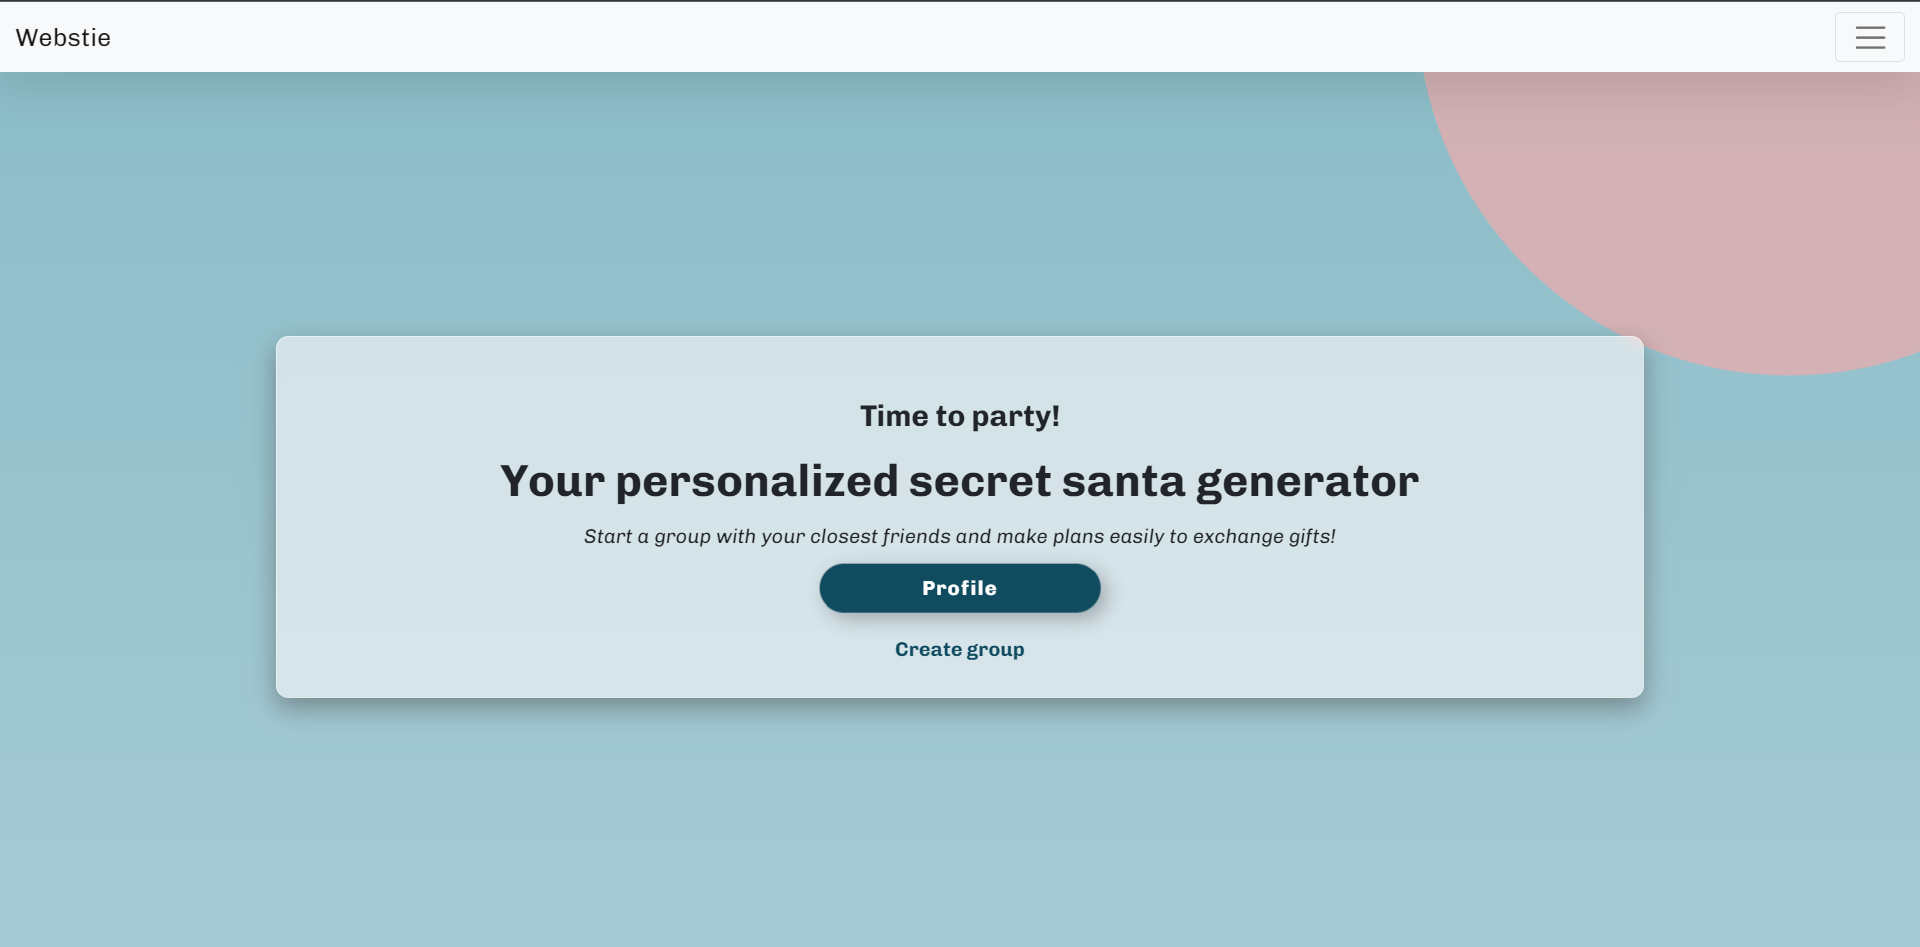 Webstie
Time to party!
Your personalized secret santa generator
Start a group with your closest friends and make plans easily to exchange gifts!
Profile
Create group